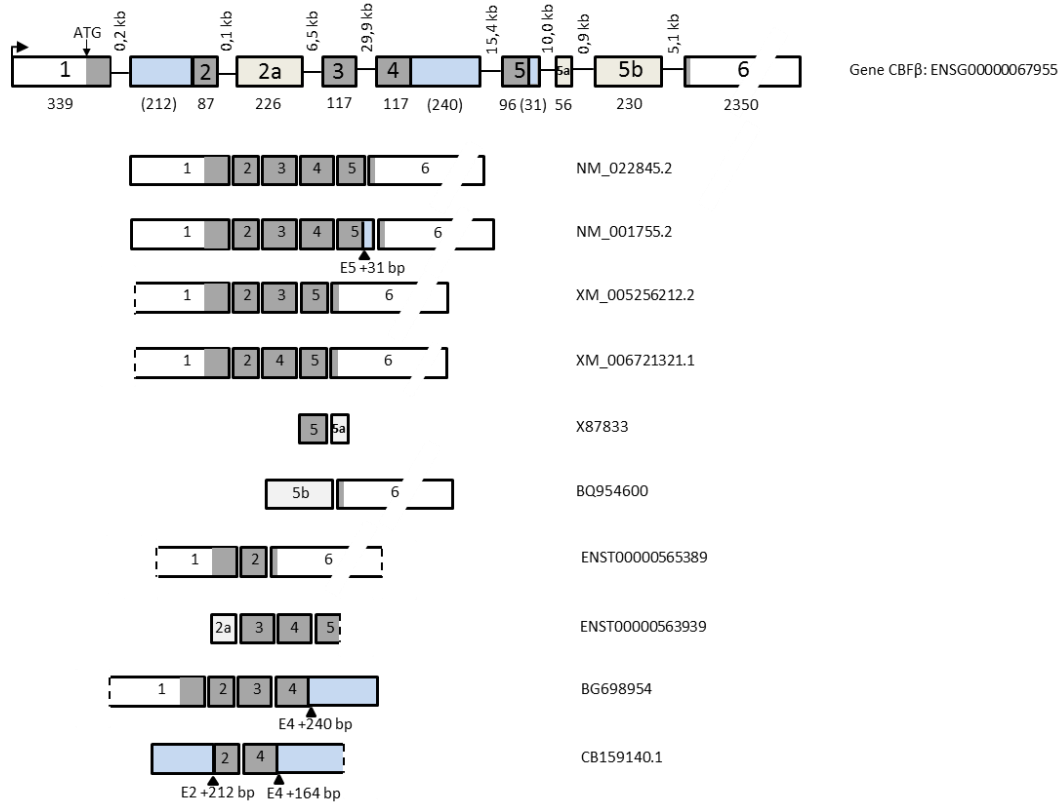 ATG
0,2 kb
0,1 kb
6,5 kb
29,9 kb
15,4 kb
10,0 kb
0,9 kb
5,1 kb
1 2 2a 3 4 5 5a 5b 6
Gene CBFβ: ENSG00000067955
339 (212) 87 226 117 117 (240) 96 (31) 56 230 2350
1 2 3 4 5 6 NM_022845.2
1 2 3 4 5 6 NM_001755.2
E5 +31 bp
1 2 3 5 6 XM_005256212.2
1 2 4 5 6 XM_006721321.1
5 5a X87833
5b 6 BQ954600
1 2 6 ENST00000565389
2a 3 4 5 ENST00000563939
1 2 3 4 BG698954
E4 +240 bp
2 4 CB159140.1
E2 +212 bp E4 +164 bp